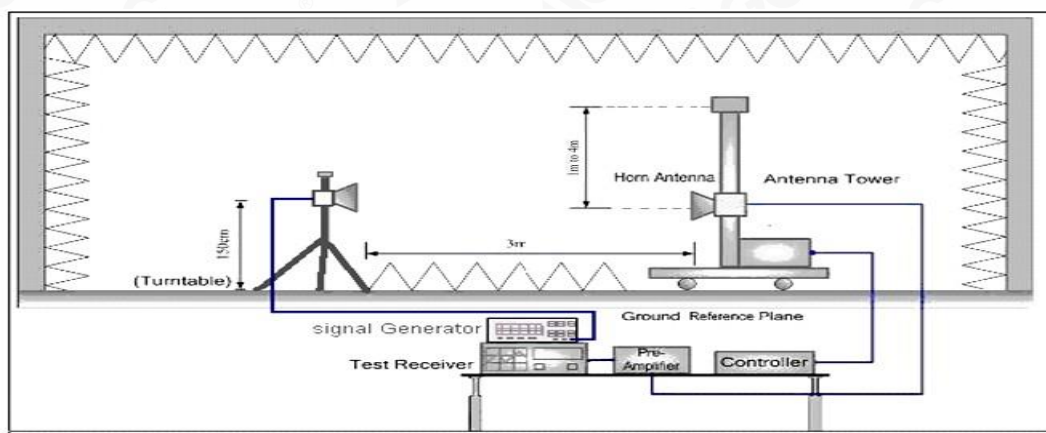 1m to 4m
Horn Antenna
Antenna Tower
150cm
3m
(Turntable)
Ground Reference Plane
signal Generator
Test Receiver
Pre-
Amplifier
Controller